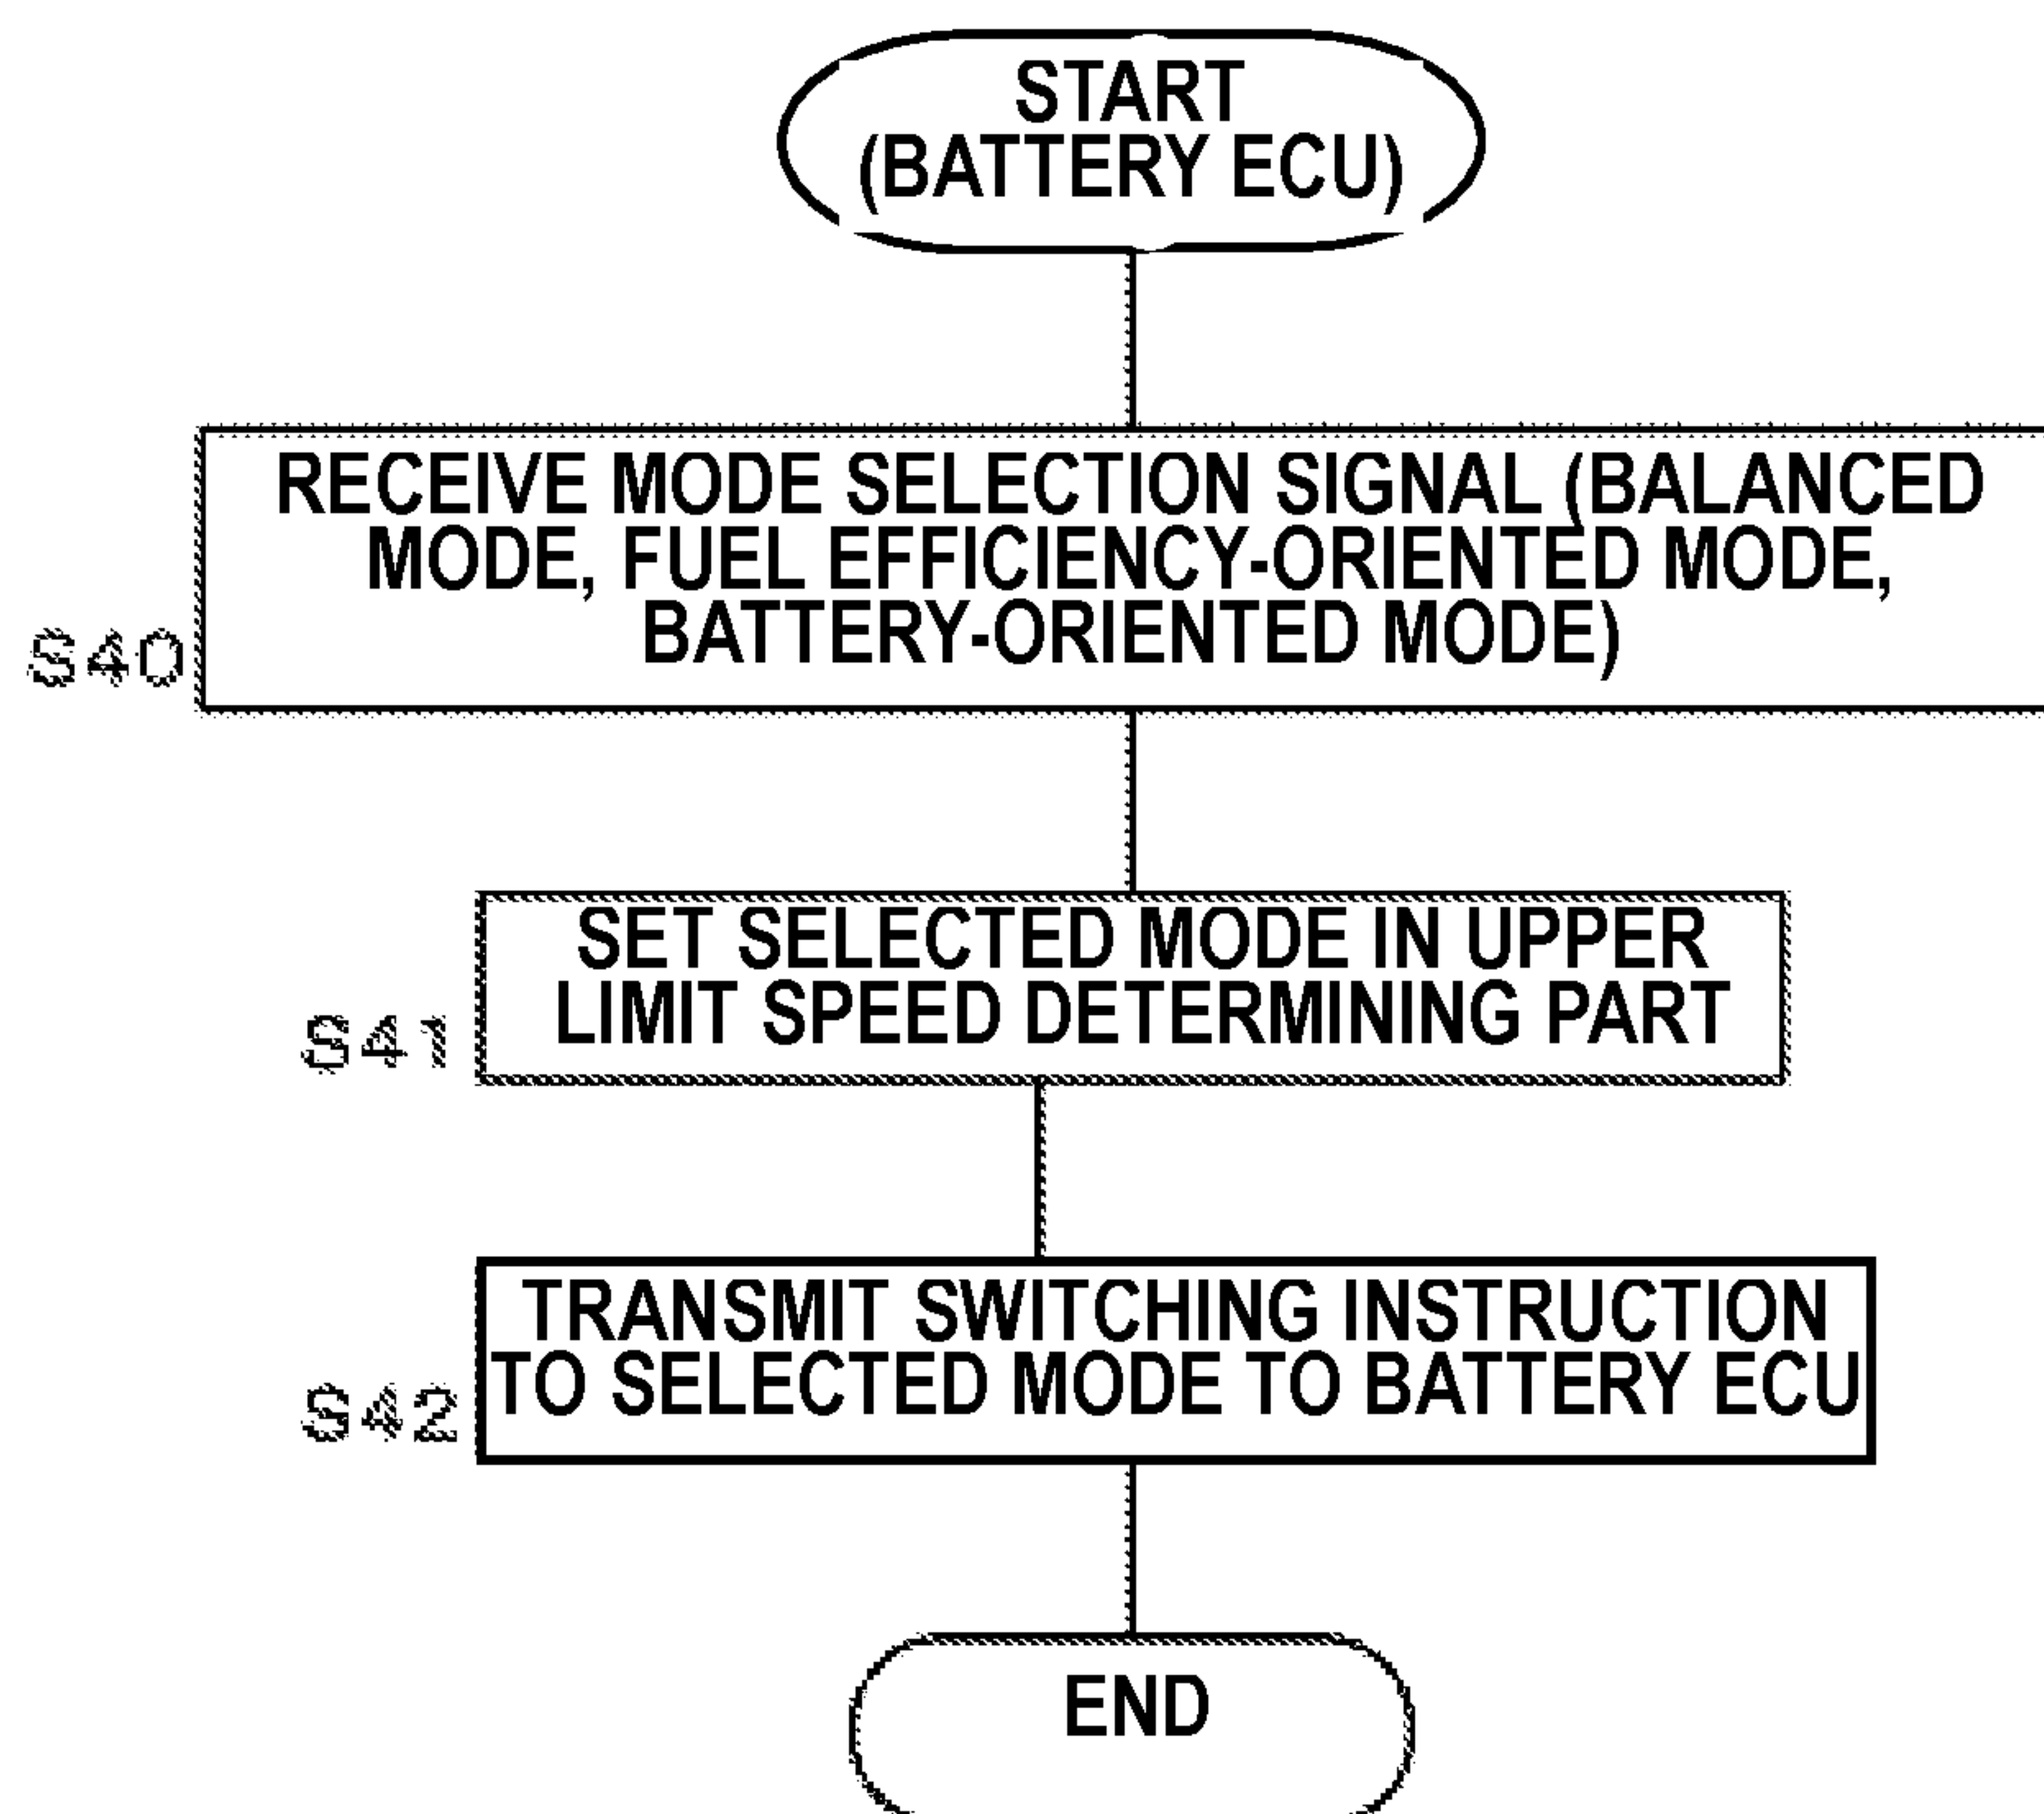 START
(BATTERY ECU)
RECEIVE MODE SELECTION SIGNAL (BALANCED
MODE, FUEL EFFICIENCY-ORIENTED MODE,
BATTERY-ORIENTED MODE)
S40
SET SELECTED MODE IN UPPER
LIMIT SPEED DETERMINING PART
S41
TRANSMIT SWITCHING INSTRUCTION
TO SELECTED MODE TO BATTERY ECU
S42
END